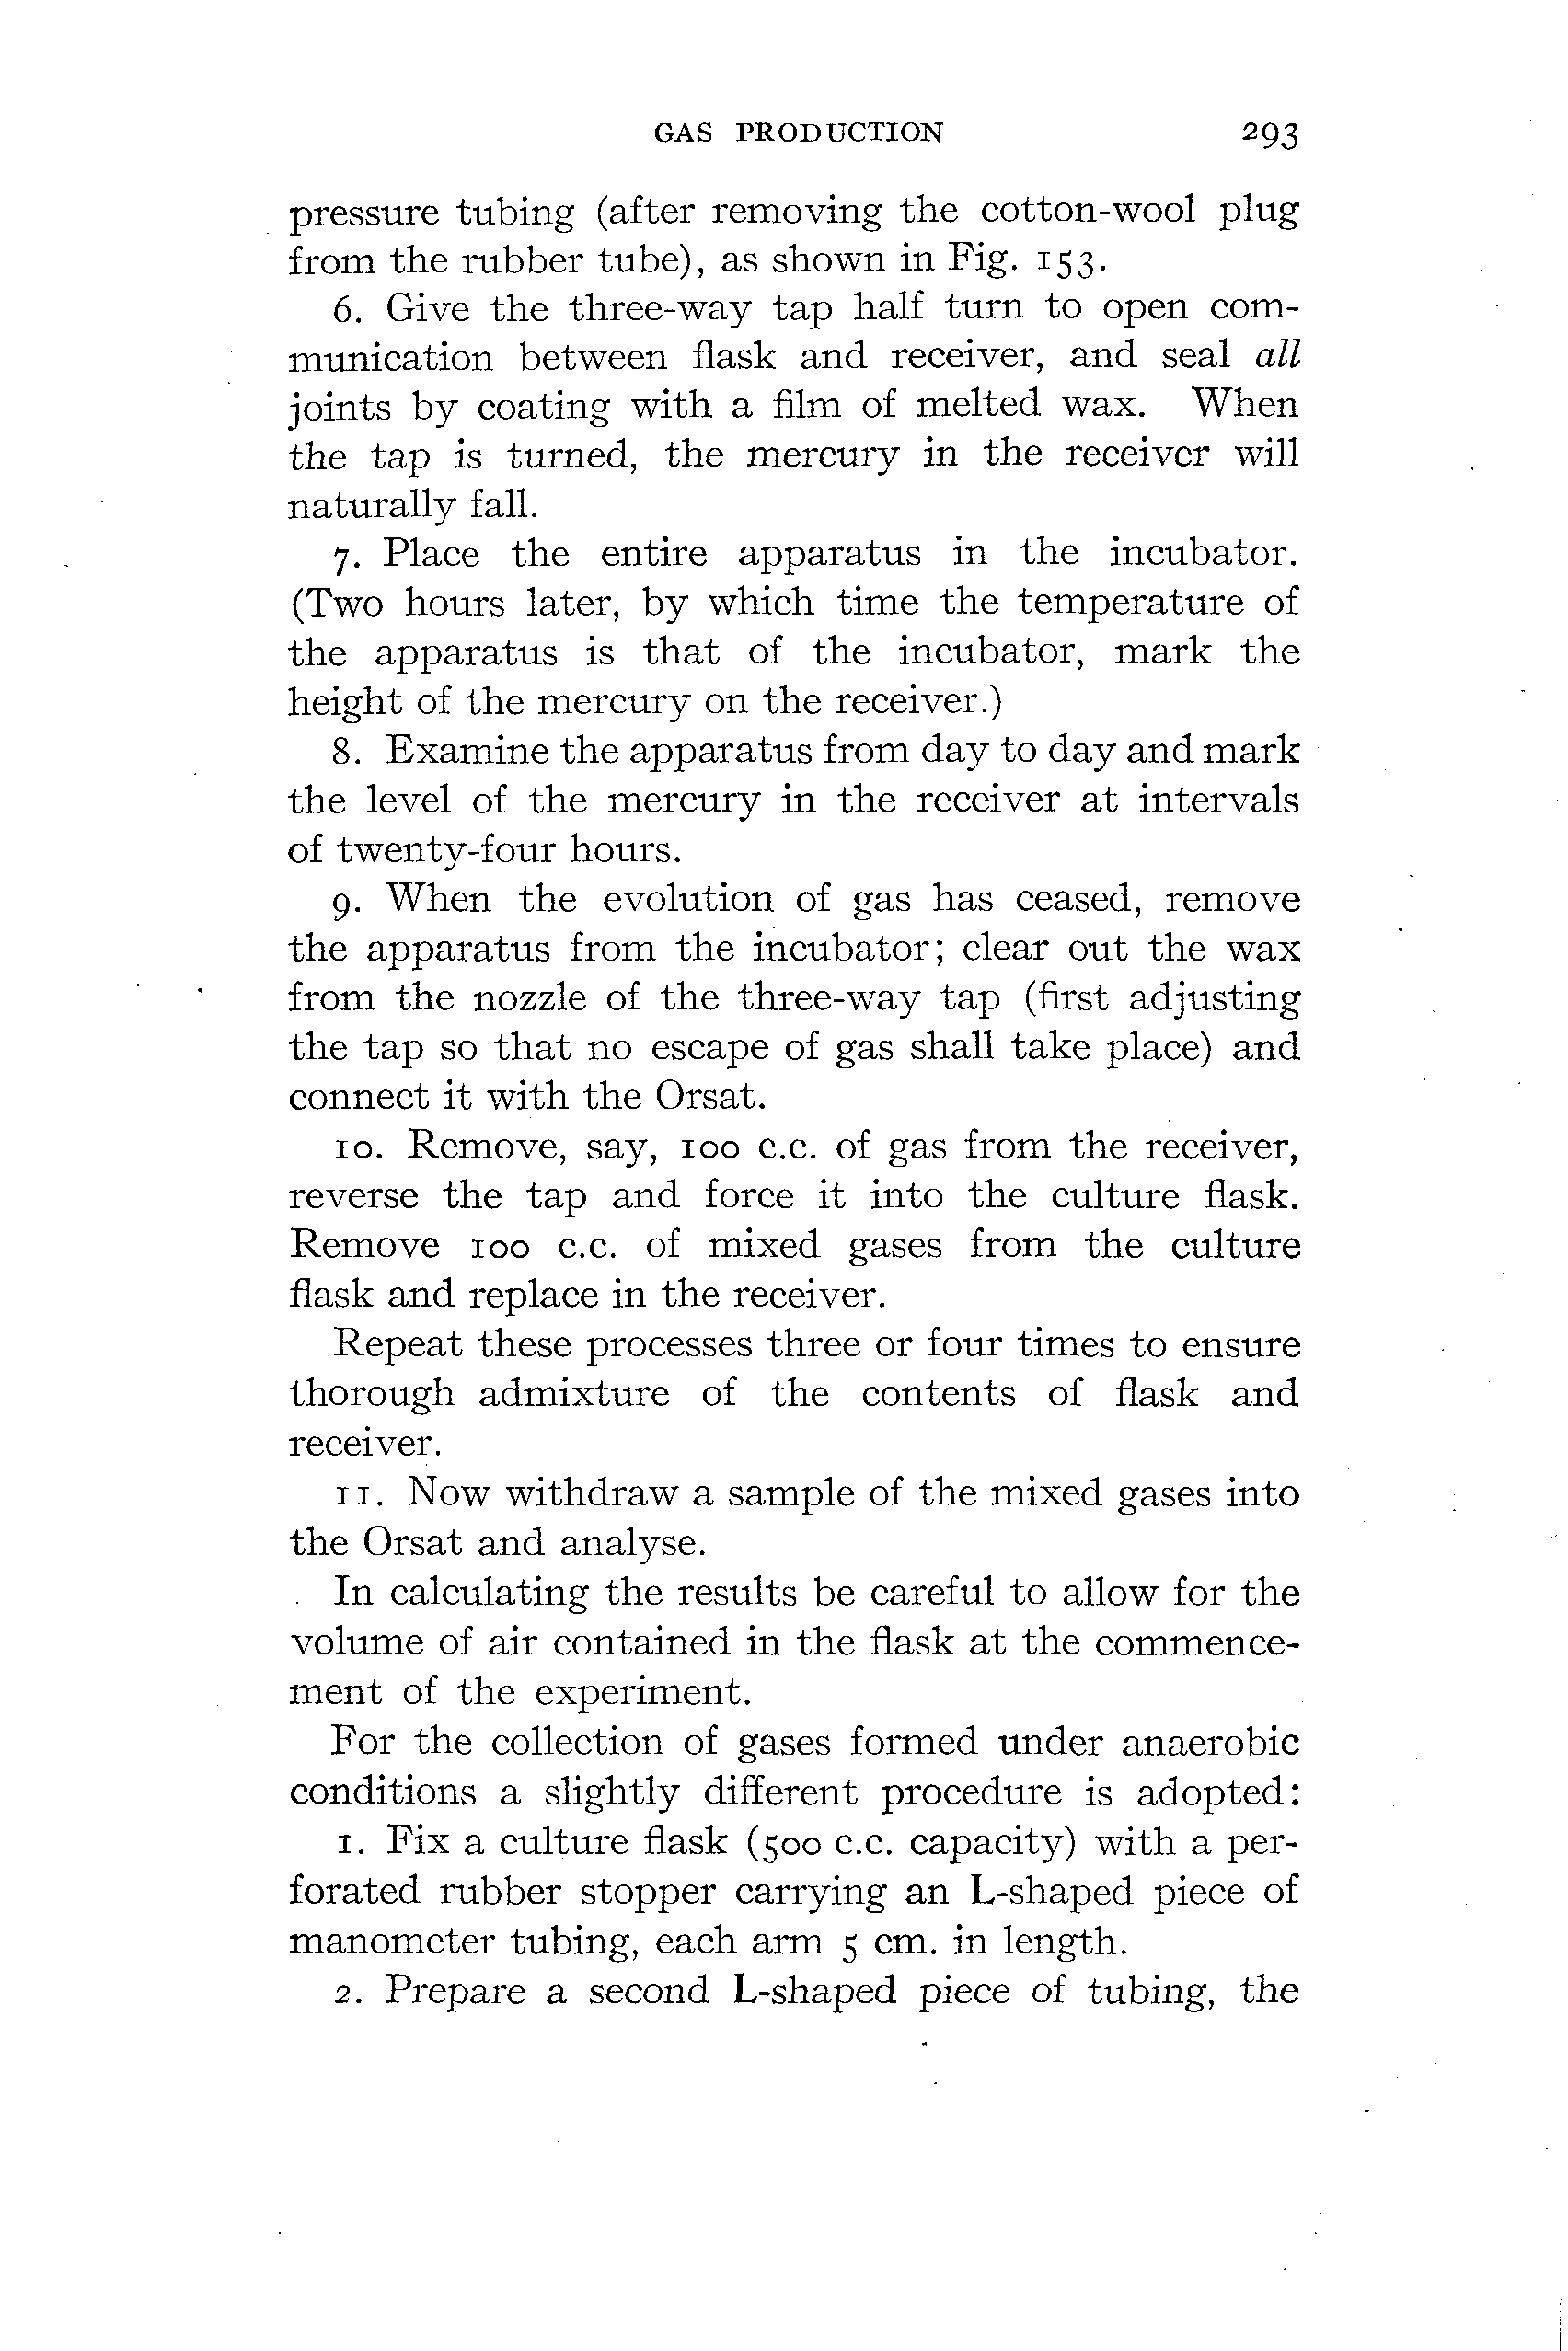 GAS PRODUCTION 293
pressure tubing (after removing the cotton-wool plug
from the rubber tube), as shown in Fig. 153.
6. Give the three-way tap half turn to open com-
munication between flask and receiver, and seal all
joints by coating with a film of melted wax. When
the tap is turned, the mercury in the receiver will
naturally fall.
7. Place the entire apparatus in the incubator.
(Two hours later, by which time the temperature of
the apparatus is that of the incubator, mark the
height of the mercury on the receiver.)
8. Examine the apparatus from day to day and mark
the level of the mercury in the receiver at intervals
of twenty-four hours.
9. When the evolution of gas has ceased, remove
the apparatus from the incubator; clear out the wax
from the nozzle of the three-way tap (first adjusting
the tap so that no escape of gas shall take place) and
connect it with the Orsat.
10. Remove, say, 100 c.c. of gas from the receiver,
reverse the tap and force it into the culture flask.
Remove 100 c.c. of mixed gases from the culture
flask and replace in the receiver.
Repeat these processes three or four times to ensure
thorough admixture of the contents of flask and
receiver.
11. Now withdraw a sample of the mixed gases into
the Orsat and analyse.
In calculating the results be careful to allow for the
volume of air contained in the flask at the commence-
ment of the experiment.
For the collection of gases formed under anaerobic
conditions a slightly different procedure is adopted:
1. Fix a culture flask (500 c.c. capacity) with a per-
forated rubber stopper carrying an L-shaped piece of
manometer tubing, each arm 5 cm. in length.
2. Prepare a second L-shaped piece of tubing, the